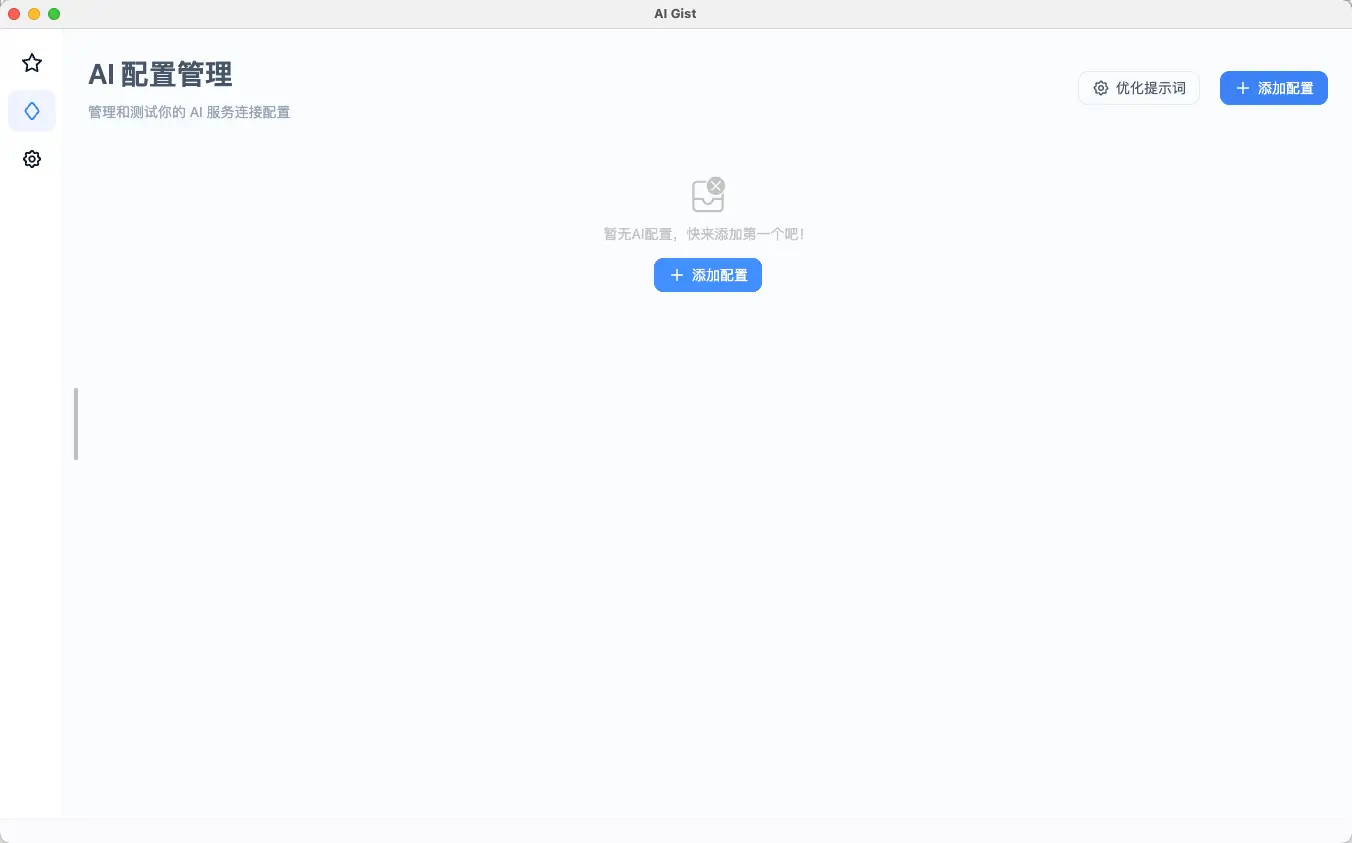 AI Gist
AI 配置管理
管理和测试你的 AI 服务连接配置
优化提示词
添加配置
暂无AI配置，快来添加第一个吧！
添加配置